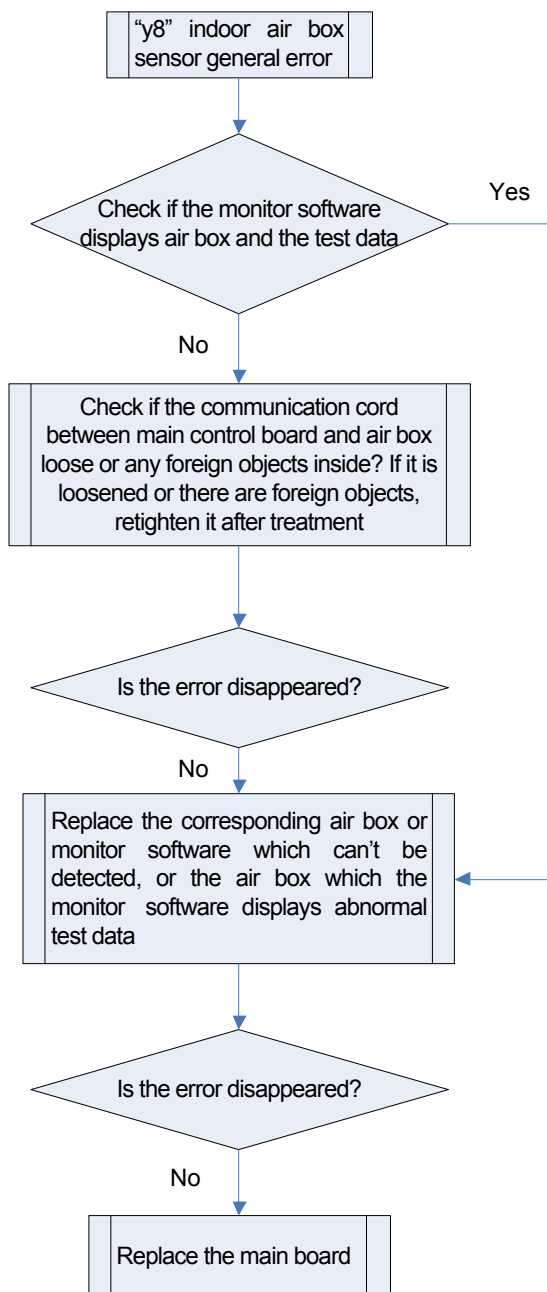 “y8” indoor air box
sensor general error
Yes
Check if the monitor software
displays air box and the test data
No
Check if the communication cord
between main control board and air box
loose or any foreign objects inside? If it is
loosened or there are foreign objects,
retighten it after treatment
Is the error disappeared?
No
Replace the corresponding air box or
monitor software which can’t be
detected, or the air box which the
monitor software displays abnormal
test data
Is the error disappeared?
No
Replace the main board